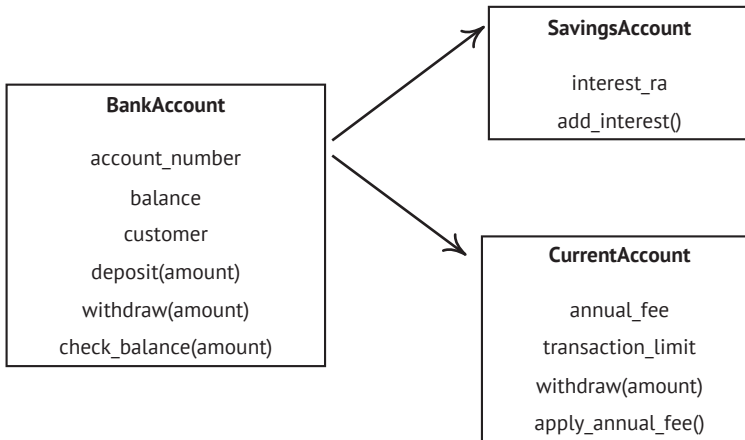 BankAccount
account_number
balance
customer
deposit(amount)
withdraw(amount)
check_balance(amount)
SavingsAccount
interest_ra
add_interest()
CurrentAccount
annual_fee
transaction_limit
withdraw(amount)
apply_annual_fee()